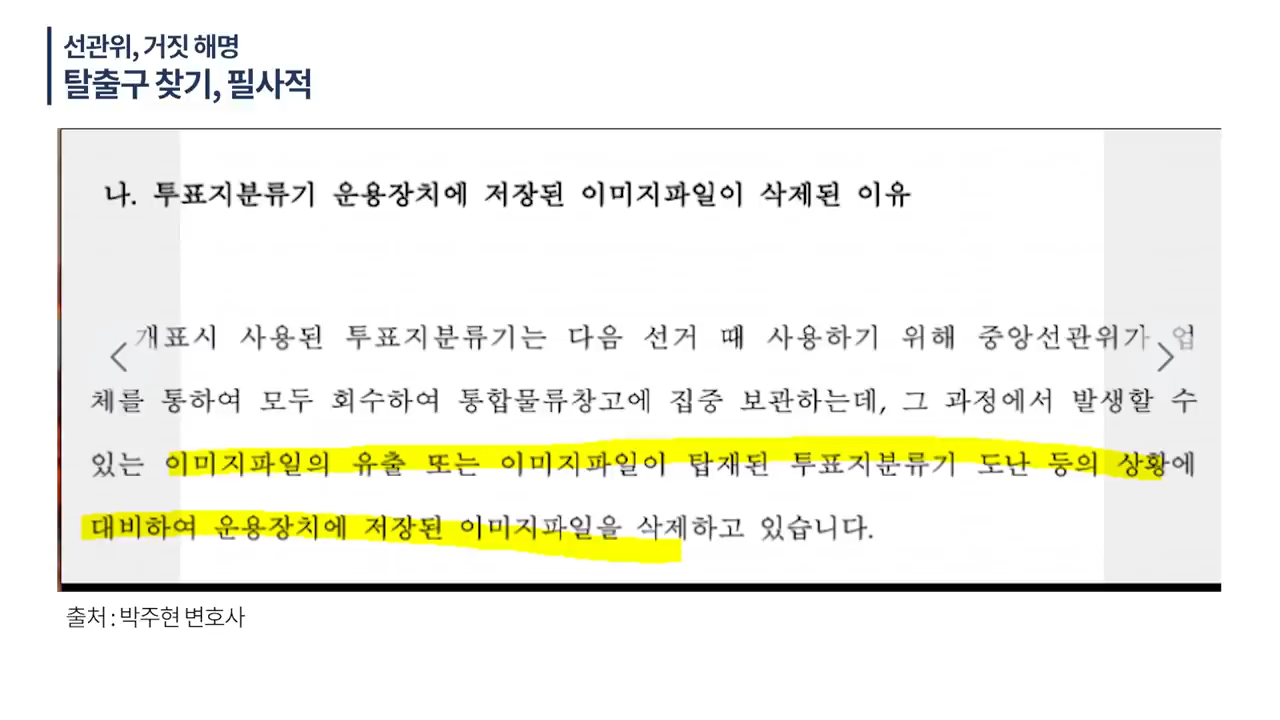 선관위, 거짓 해명
탈출구 찾기, 필사적
나. 투표지분류기 운용장치에 저장된 이미지파일이 삭제된 이유
개표시 사용된 투표지분류기는 다음 선거 때 사용하기 위해 중앙선관위가 업
체를 통하여 모두 회수하여 통합물류창고에 집중 보관하는데, 그 과정에서 발생할 수
있는 이미지파일의 유출 또는 이미지파일이 탑재된 투표지분류기 도난 등의 상황에
대비하여 운용장치에 저장된 이미지파일을 삭제하고 있습니다.
출처 : 박주현 변호사